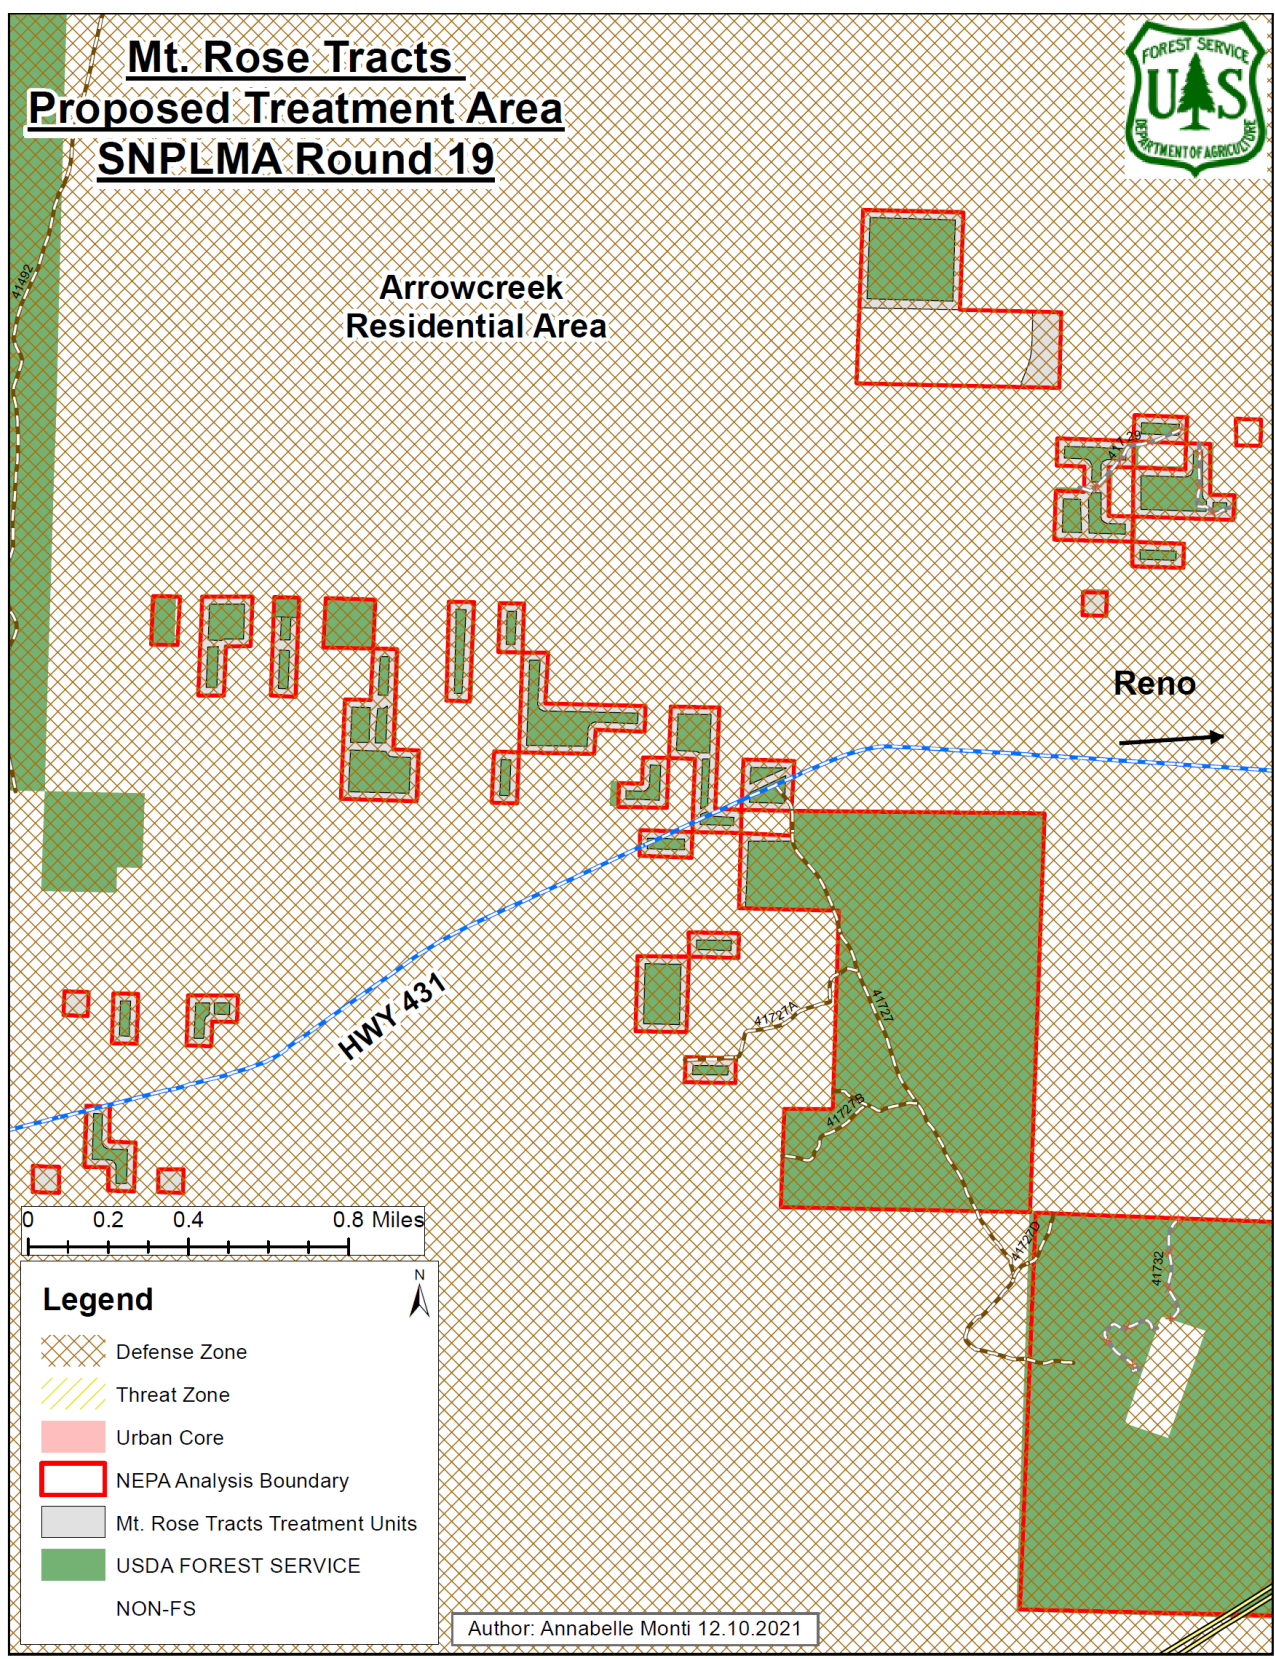 Mt. Rose Tracts
Proposed Treatment Area
SNPLMA Round 19
FOREST SERVICE
U S
DEPARTMENT OF AGRICULTURE
41492
Arrowcreek
Residential Area
41729
Reno
HWY 431
41727A
41727
41727B
41727D
41732
0 0.2 0.4 0.8 Miles
N
Legend
Defense Zone
Threat Zone
Urban Core
NEPA Analysis Boundary
Mt. Rose Tracts Treatment Units
USDA FOREST SERVICE
NON-FS
Author: Annabelle Monti 12.10.2021